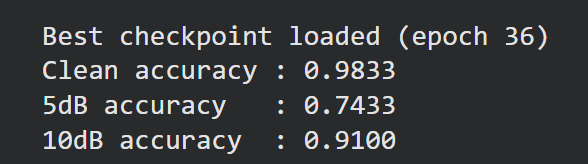 Best checkpoint loaded (epoch 36)
Clean accuracy : 0.9833
5dB accuracy   : 0.7433
10dB accuracy  : 0.9100